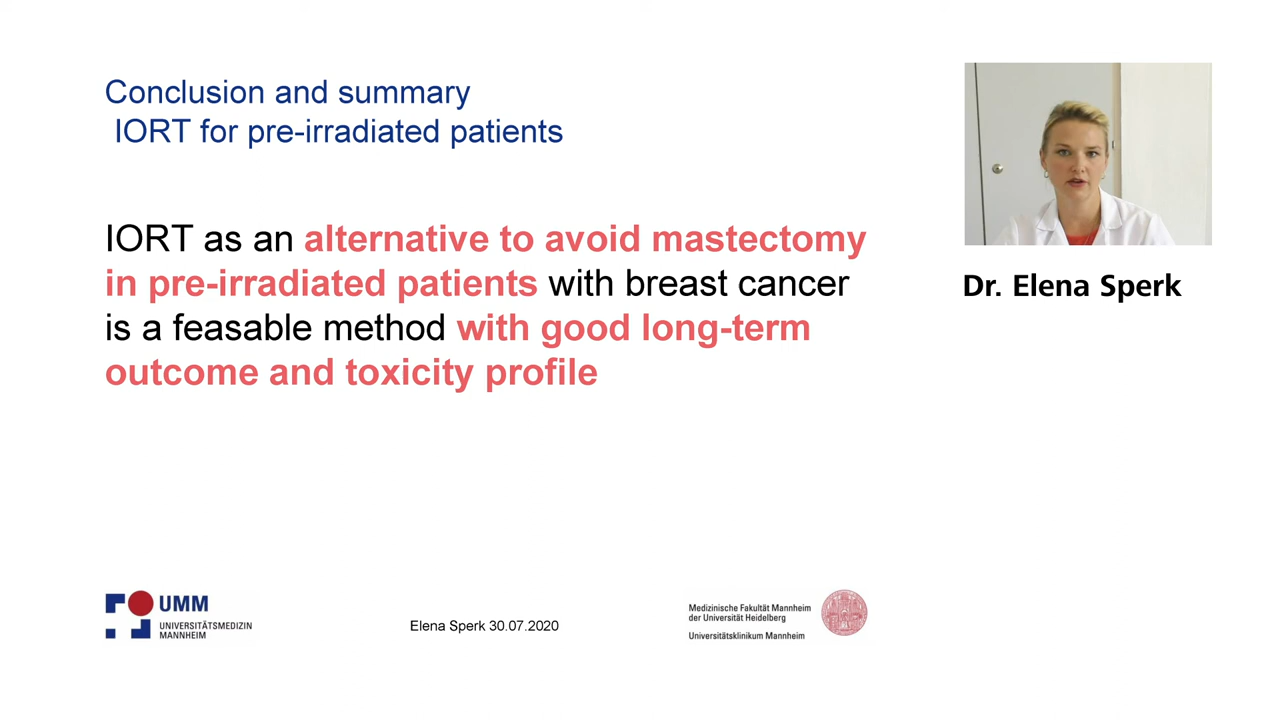 Conclusion and summary
IORT for pre-irradiated patients
IORT as an alternative to avoid mastectomy
in pre-irradiated patients with breast cancer
is a feasable method with good long-term
outcome and toxicity profile
Dr. Elena Sperk
UMM
UNIVERSITÄTSMEDIZIN
MANNHEIM
Elena Sperk 30.07.2020
Medizinische Fakultät Mannheim
der Universität Heidelberg
Universitätsklinikum Mannheim